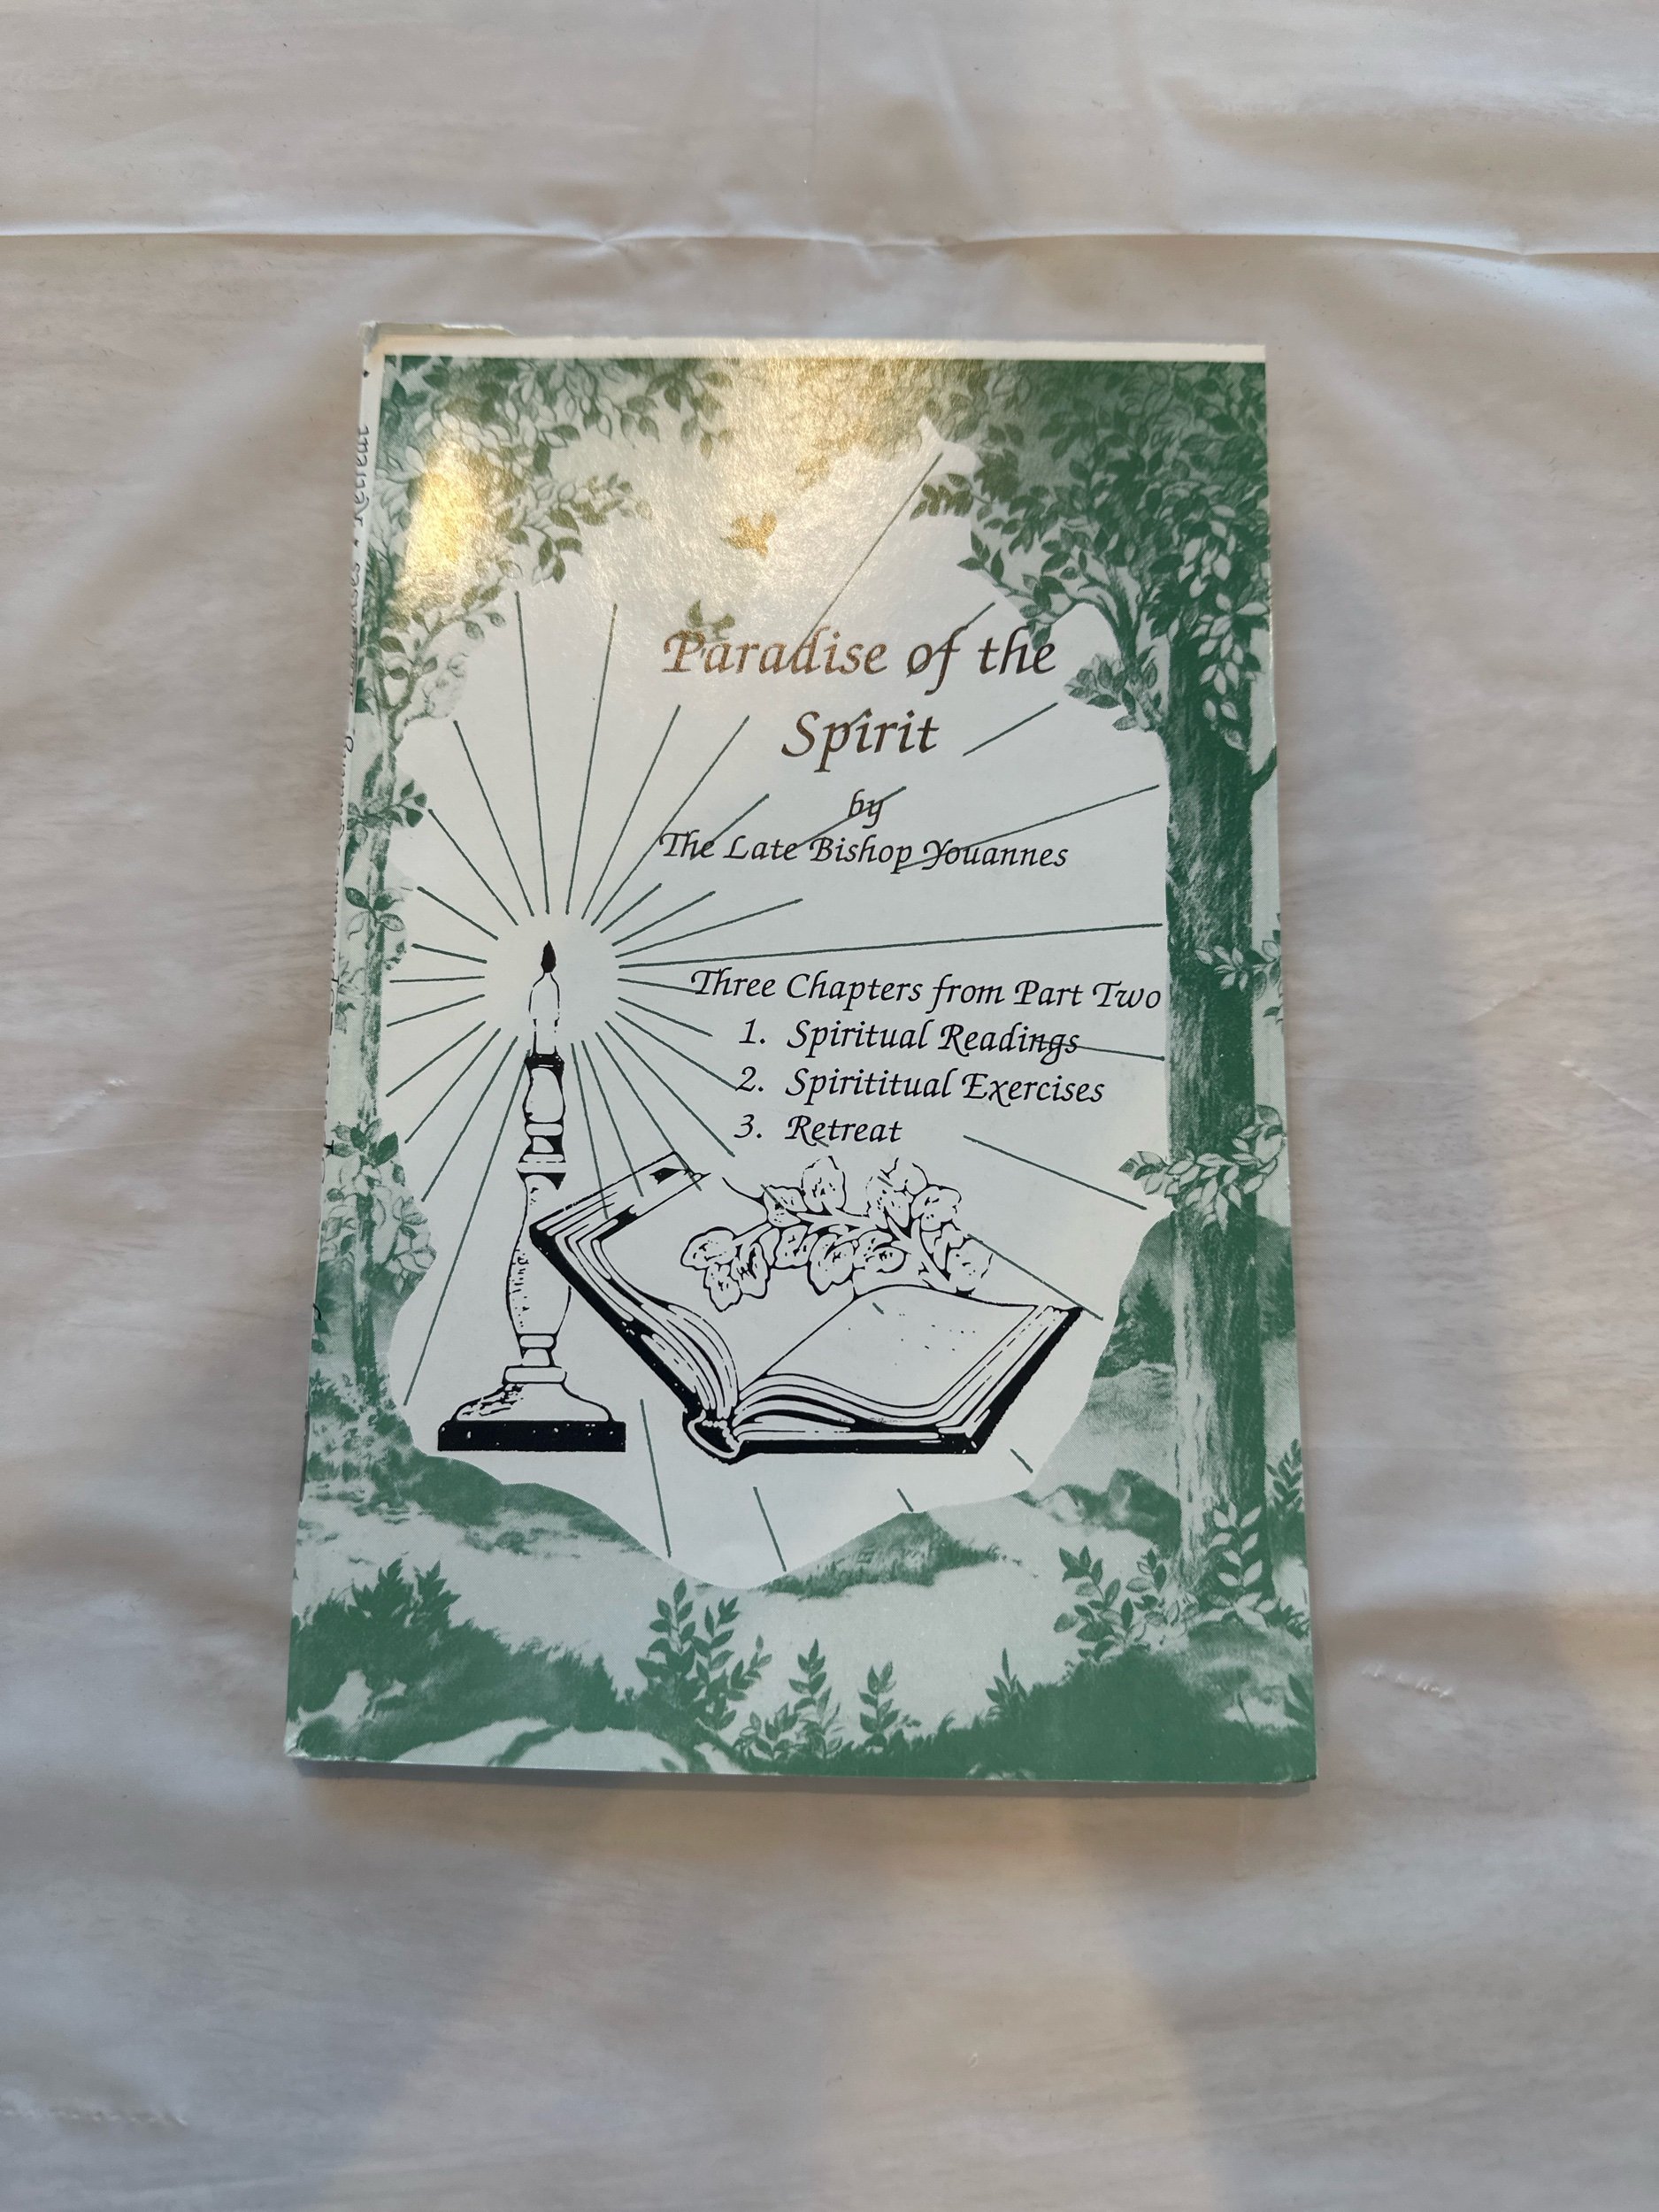 Paradise of the
Spirit
by
The Late Bishop Youannes
Three Chapters from Part Two
1. Spiritual Readings
2. Spirititual Exercises
3. Retreat
Retreat